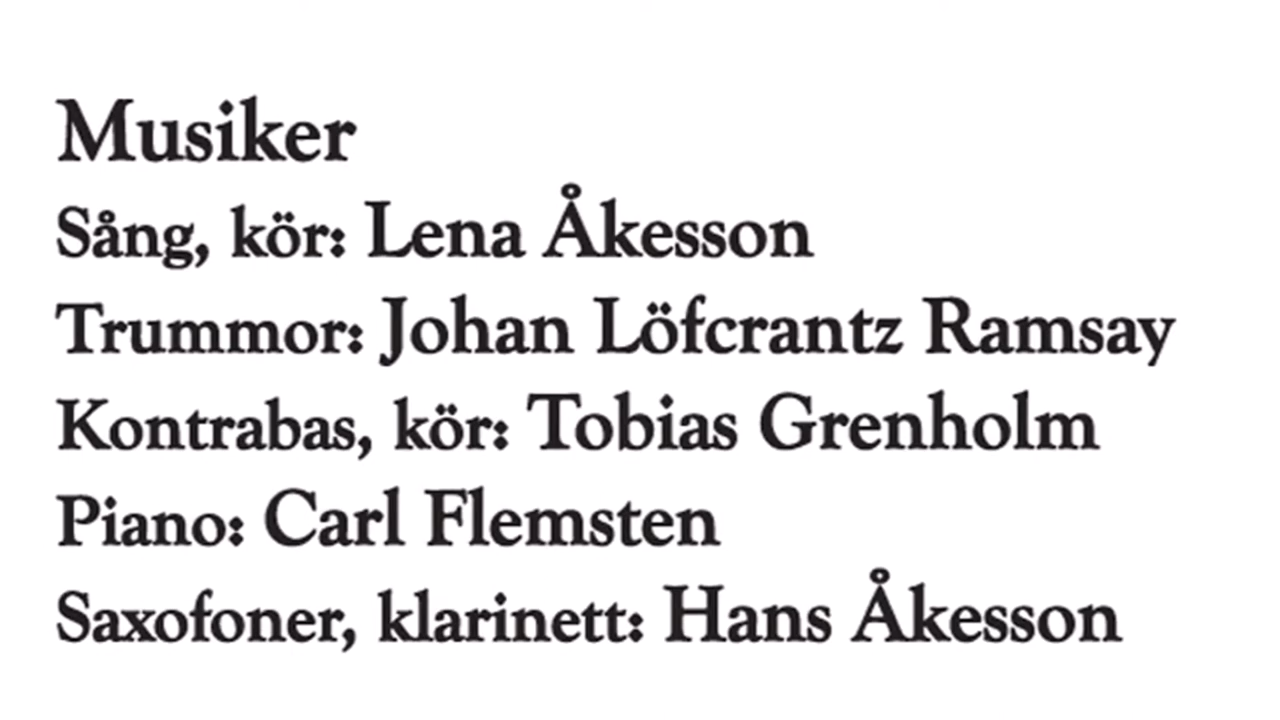 Musiker
Sång, kör: Lena Åkesson
Trummor: Johan Löfcrantz Ramsay
Kontrabas, kör: Tobias Grenholm
Piano: Carl Flemsten
Saxofoner, klarinett: Hans Åkesson